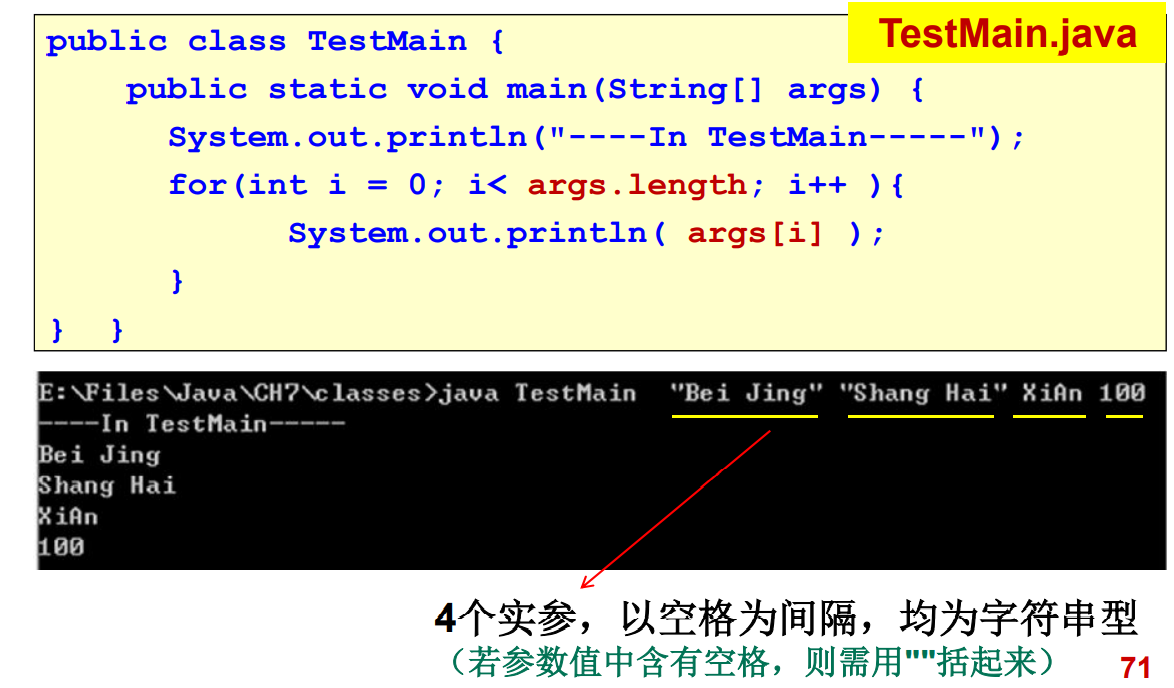 TestMain.java
public class TestMain {
public static void main(String[] args) {
System.out.println("----In TestMain-----");
for(int i = 0; i< args.length; i++ ){
System.out.println( args[i] );
}
} }
E:\Files\Java\CH7\classes>java TestMain "Bei Jing" "Shang Hai" XiAn 100
----In TestMain-----
Bei Jing
Shang Hai
XiAn
100
4个实参，以空格为间隔，均为字符串型
（若参数值中含有空格，则需用""括起来）
71